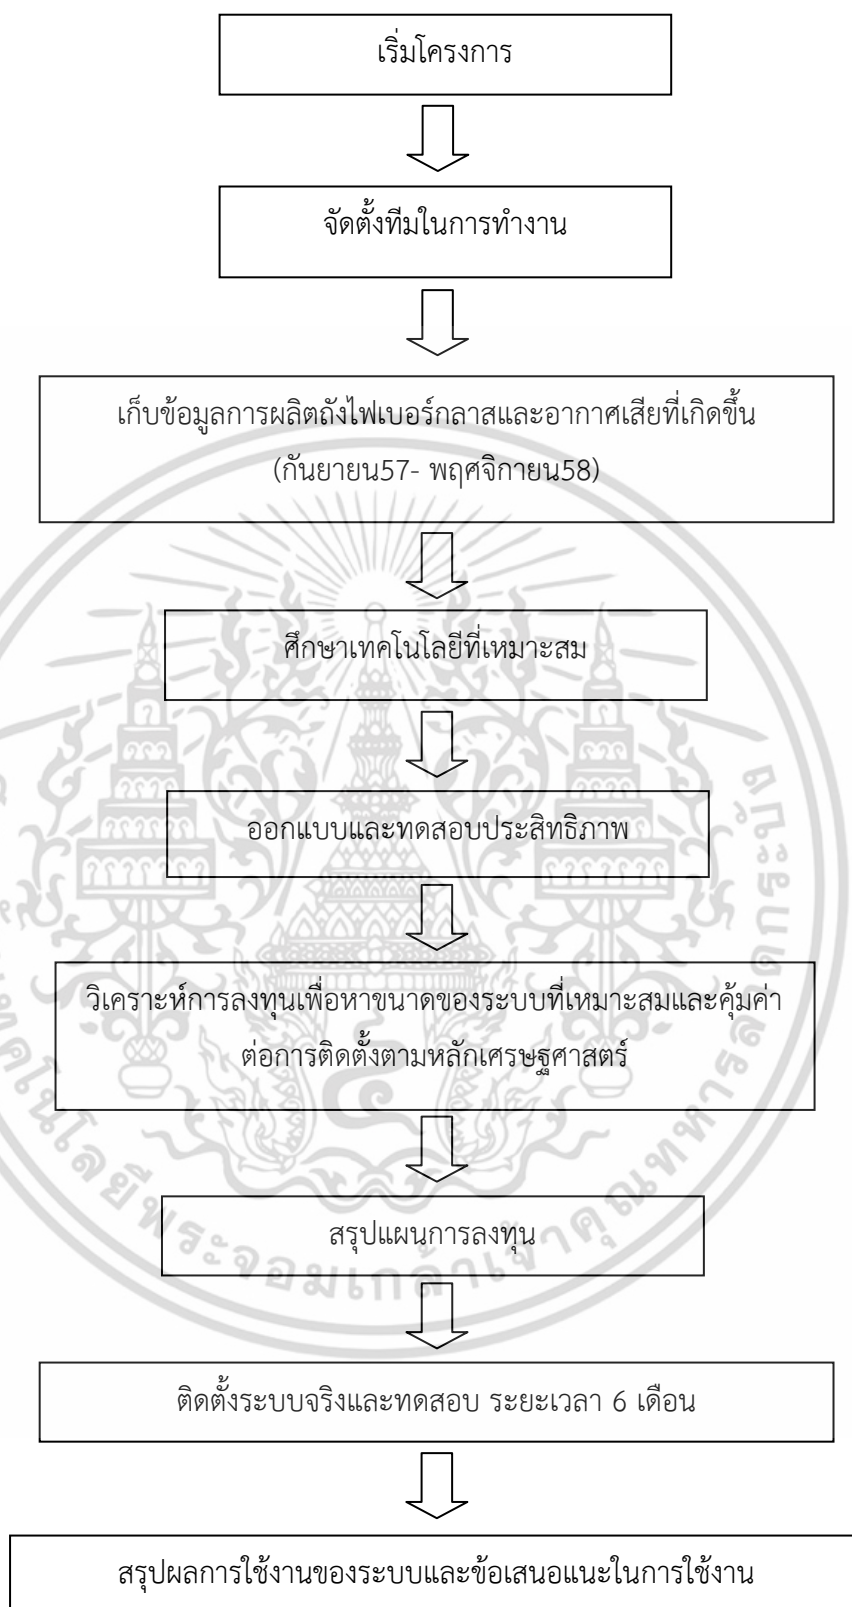 เริ่มโครงการ
จัดตั้งทีมในการทำงาน
เก็บข้อมูลการผลิตถังไฟเบอร์กลาสและอากาศเสียที่เกิดขึ้น
(กันยายน57- พฤศจิกายน58)
ศึกษาเทคโนโลยีที่เหมาะสม
ออกแบบและทดสอบประสิทธิภาพ
วิเคราะห์การลงทุนเพื่อหาขนาดของระบบที่เหมาะสมและคุ้มค่า
ต่อการติดตั้งตามหลักเศรษฐศาสตร์
สรุปแผนการลงทุน
ติดตั้งระบบจริงและทดสอบ ระยะเวลา 6 เดือน
สรุปผลการใช้งานของระบบและข้อเสนอแนะในการใช้งาน